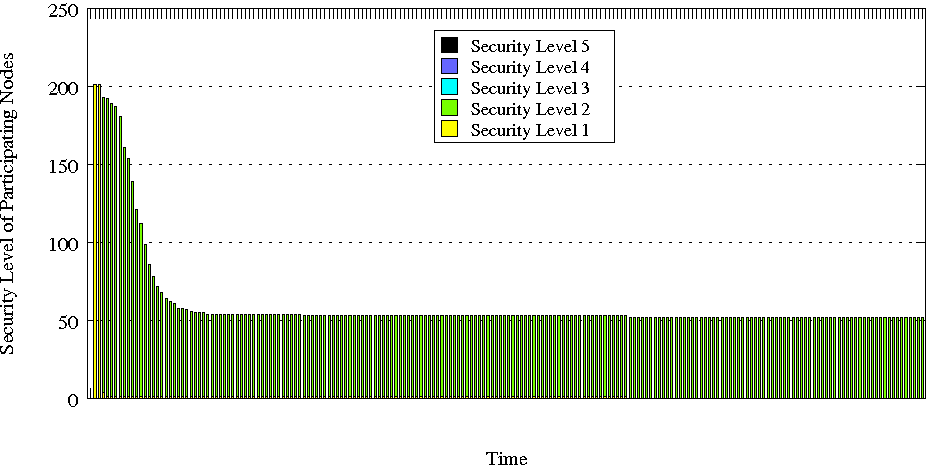 250
200
150
100
50
0
Security Level of Participating Nodes
Security Level 5
Security Level 4
Security Level 3
Security Level 2
Security Level 1
Time